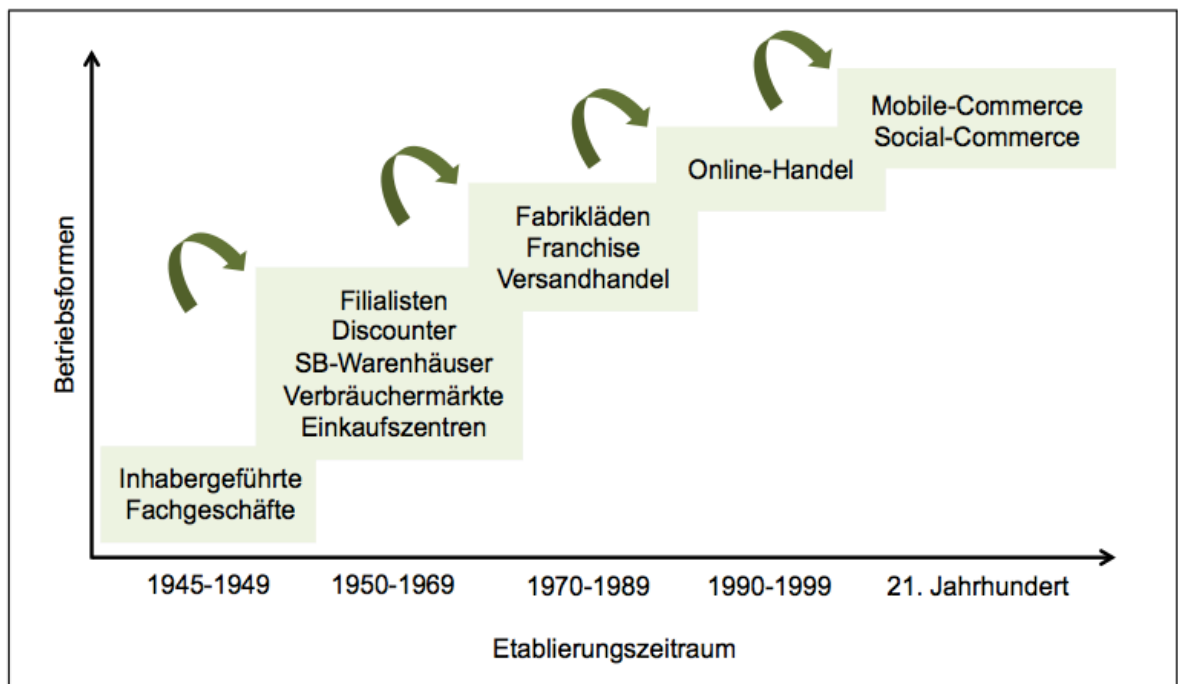 Betriebsformen
Mobile-Commerce
Social-Commerce
Online-Handel
Fabrikläden
Franchise
Versandhandel
Filialisten
Discounter
SB-Warenhäuser
Verbräuchermärkte
Einkaufszentren
Inhabergeführte
Fachgeschäfte
1945-1949
1950-1969
1970-1989
1990-1999
21. Jahrhundert
Etablierungszeitraum